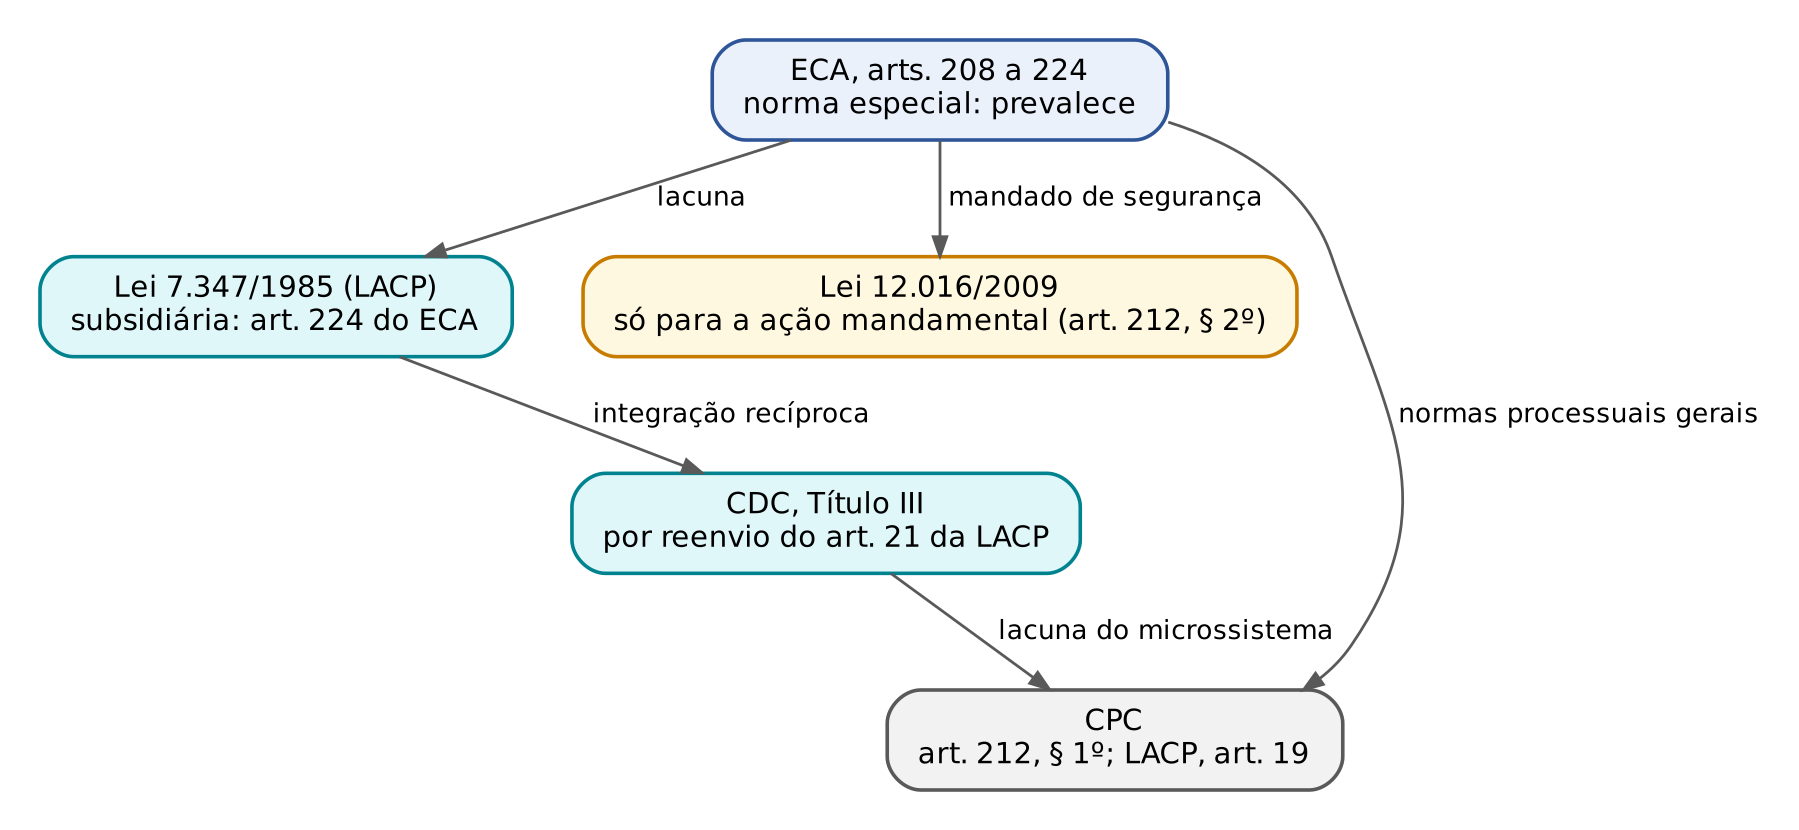 ECA, arts. 208 a 224
norma especial: prevalece
lacuna
mandado de segurança
Lei 7.347/1985 (LACP)
subsidiária: art. 224 do ECA
Lei 12.016/2009
só para a ação mandamental (art. 212, § 2º)
integração recíproca
normas processuais gerais
CDC, Título III
por reenvio do art. 21 da LACP
lacuna do microssistema
CPC
art. 212, § 1º; LACP, art. 19